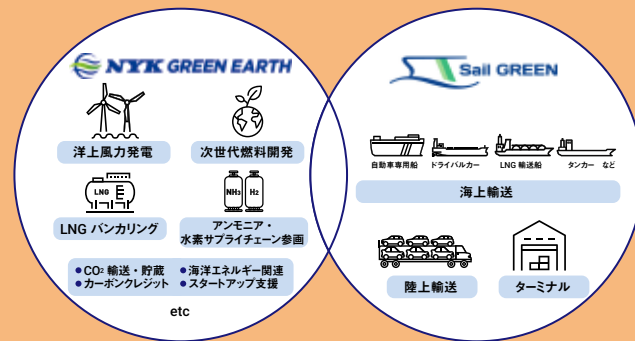 NYK GREEN EARTH
洋上風力発電
次世代燃料開発
LNG
LNG バンカリング
NH₃ H₂
アンモニア・
水素サプライチェーン参画
● CO² 輸送・貯蔵 ● 海洋エネルギー関連
● カーボンクレジット ● スタートアップ支援
etc
Sail GREEN
自動車専用船 ドライバルカー LNG 輸送船 タンカー など
海上輸送
陸上輸送
ターミナル